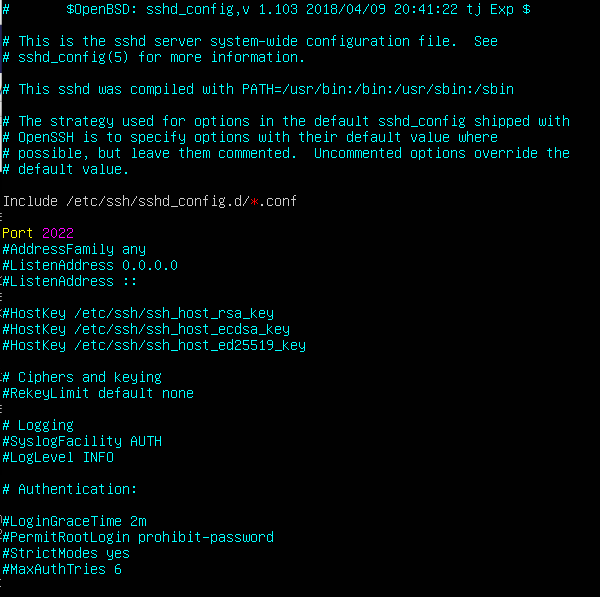 #       $OpenBSD: sshd_config,v 1.103 2018/04/09 20:41:22 tj Exp $
# This is the sshd server system-wide configuration file.  See
# sshd_config(5) for more information.
# This sshd was compiled with PATH=/usr/bin:/bin:/usr/sbin:/sbin
# The strategy used for options in the default sshd_config shipped with
# OpenSSH is to specify options with their default value where
# possible, but leave them commented.  Uncommented options override the
# default value.
Include /etc/ssh/sshd_config.d/*.conf
Port 2022
#AddressFamily any
#ListenAddress 0.0.0.0
#ListenAddress ::
#HostKey /etc/ssh/ssh_host_rsa_key
#HostKey /etc/ssh/ssh_host_ecdsa_key
#HostKey /etc/ssh/ssh_host_ed25519_key
# Ciphers and keying
#RekeyLimit default none
# Logging
#SyslogFacility AUTH
#LogLevel INFO
# Authentication:
#LoginGraceTime 2m
#PermitRootLogin prohibit-password
#StrictModes yes
#MaxAuthTries 6